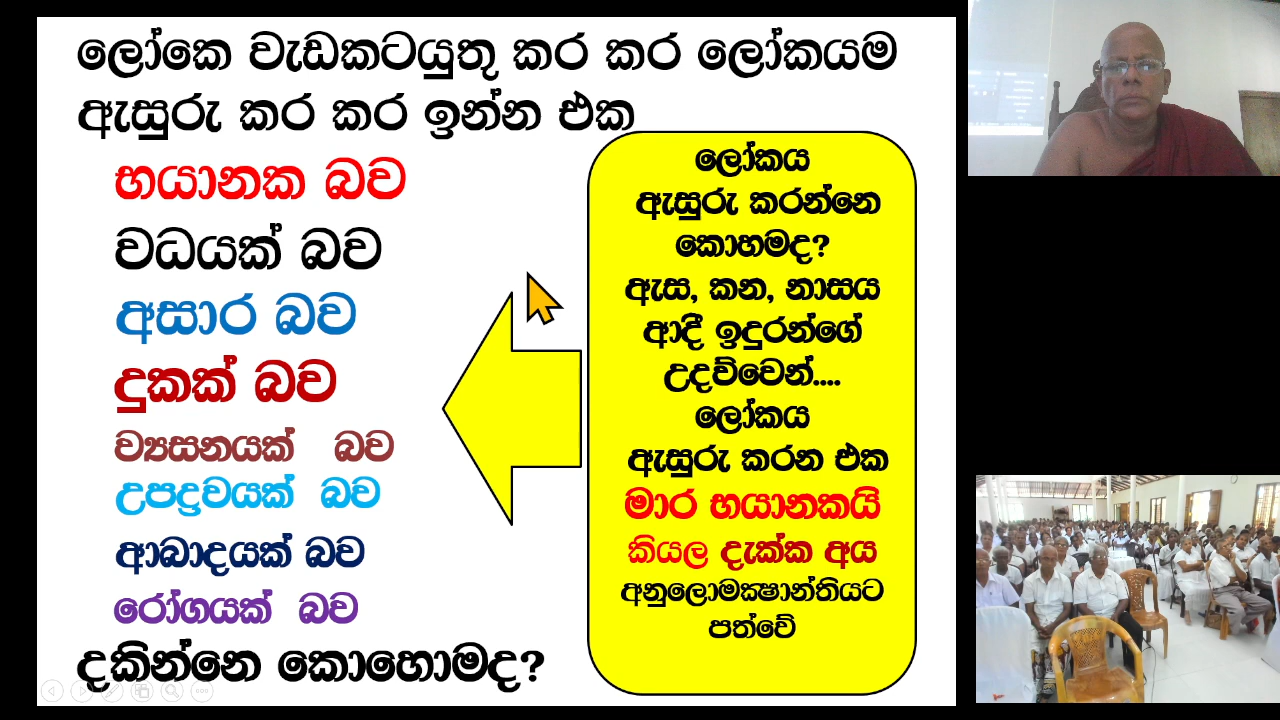 ලෝකෙ වැඩකටයුතු කර කර ලෝකයම
ඇසුරු කර කර ඉන්න එක
භයානක බව
වධයක් බව
අසාර බව
දුකක් බව
ව්‍යසනයක් බව
උපද්‍රවයක් බව
ආබාදයක් බව
රෝගයක් බව
දකින්නෙ කොහොමද?
ලෝකය
ඇසුරු කරන්නෙ
කොහමද?
ඇස, කන, නාසය
ආදී ඉදුරන්ගේ
උදව්වෙන්....
ලෝකය
ඇසුරු කරන එක
මාර භයානකයි
කියල දැක්ක අය
අනුලොමක්‍ෂාන්තියට
පත්වේ